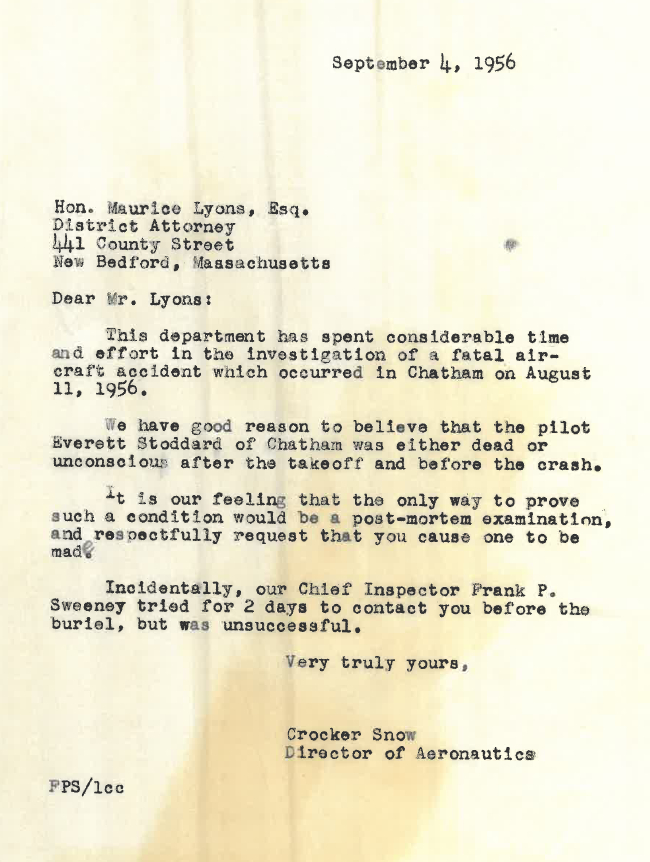 September 4, 1956
Hon. Maurice Lyons, Esq.
District Attorney
441 County Street
New Bedford, Massachusetts
Dear Mr. Lyons:
This department has spent considerable time
and effort in the investigation of a fatal air-
craft accident which occurred in Chatham on August
11, 1956.
We have good reason to believe that the pilot
Everett Stoddard of Chatham was either dead or
unconscious after the takeoff and before the crash.
It is our feeling that the only way to prove
such a condition would be a post-mortem examination,
and respectfully request that you cause one to be
made.
Incidentally, our Chief Inspector Frank P.
Sweeney tried for 2 days to contact you before the
buriel, but was unsuccessful.
Very truly yours,
Crocker Snow
Director of Aeronautics
FPS/lcc